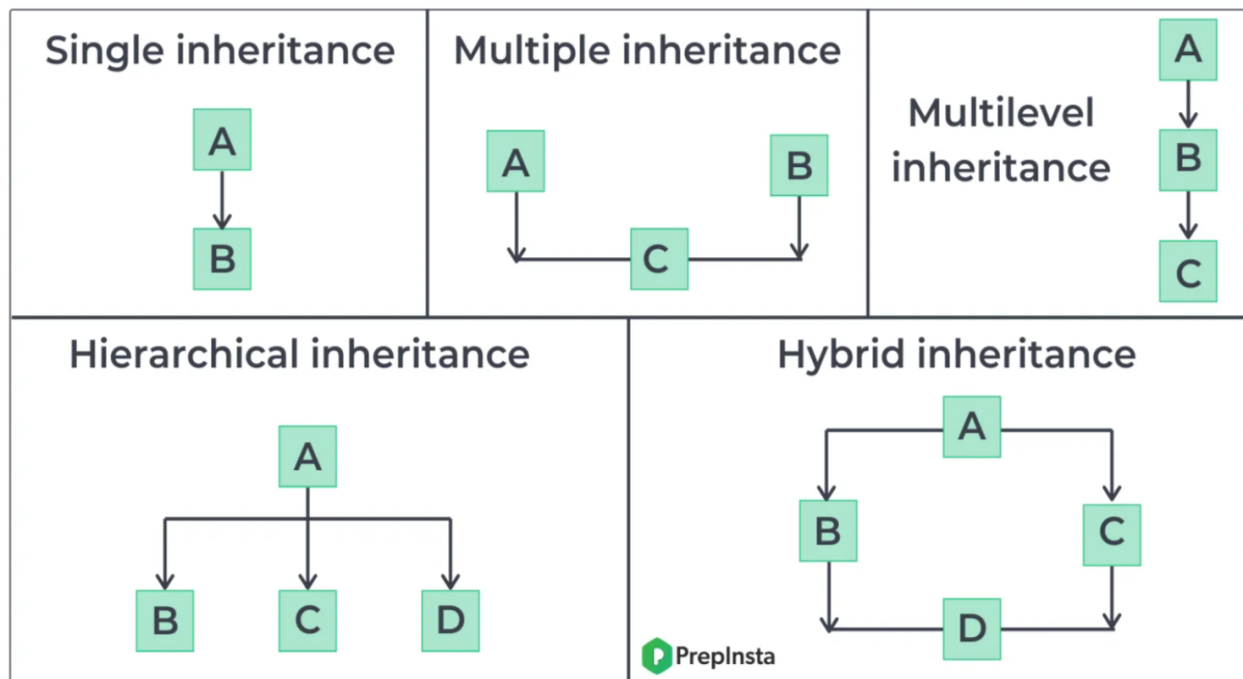 Single inheritance
A
B
Multiple inheritance
A
B
C
Multilevel
inheritance
A
B
C
Hierarchical inheritance
A
B
C
D
Hybrid inheritance
A
B
C
D
PrepInsta